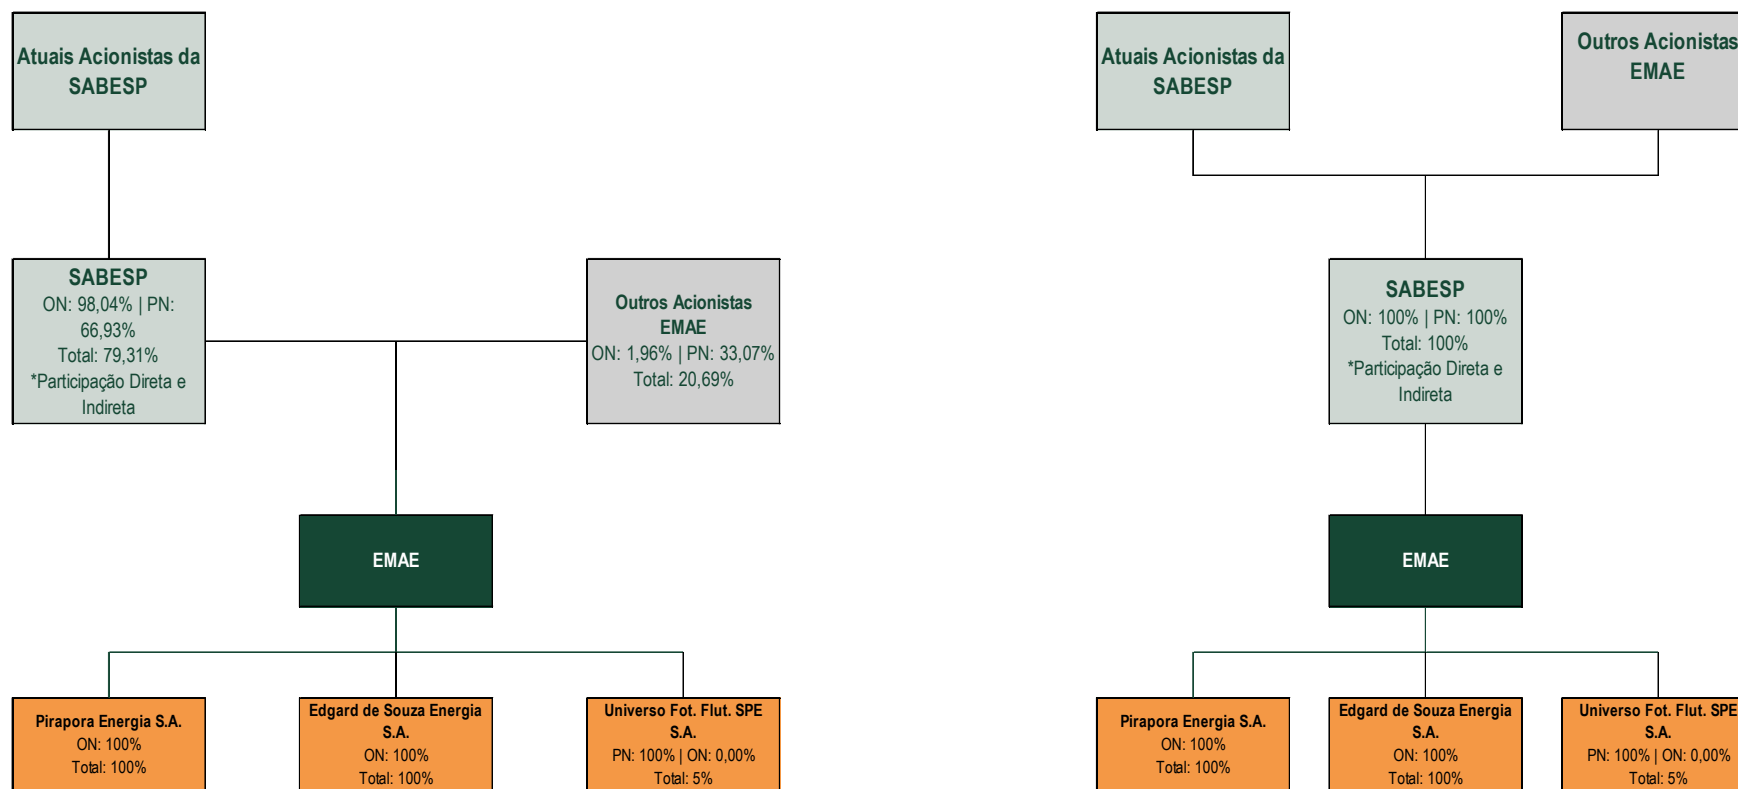 Atuais Acionistas da
SABESP
SABESP
ON: 98,04% | PN:
66,93%
Total: 79,31%
*Participação Direta e
Indireta
Outros Acionistas
EMAE
ON: 1,96% | PN: 33,07%
Total: 20,69%
EMAE
Pirapora Energia S.A.
ON: 100%
Total: 100%
Edgard de Souza Energia
S.A.
ON: 100%
Total: 100%
Universo Fot. Flut. SPE
S.A.
PN: 100% | ON: 0,00%
Total: 5%
Atuais Acionistas da
SABESP
Outros Acionistas
EMAE
SABESP
ON: 100% | PN: 100%
Total: 100%
*Participação Direta e
Indireta
EMAE
Pirapora Energia S.A.
ON: 100%
Total: 100%
Edgard de Souza Energia
S.A.
ON: 100%
Total: 100%
Universo Fot. Flut. SPE
S.A.
PN: 100% | ON: 0,00%
Total: 5%